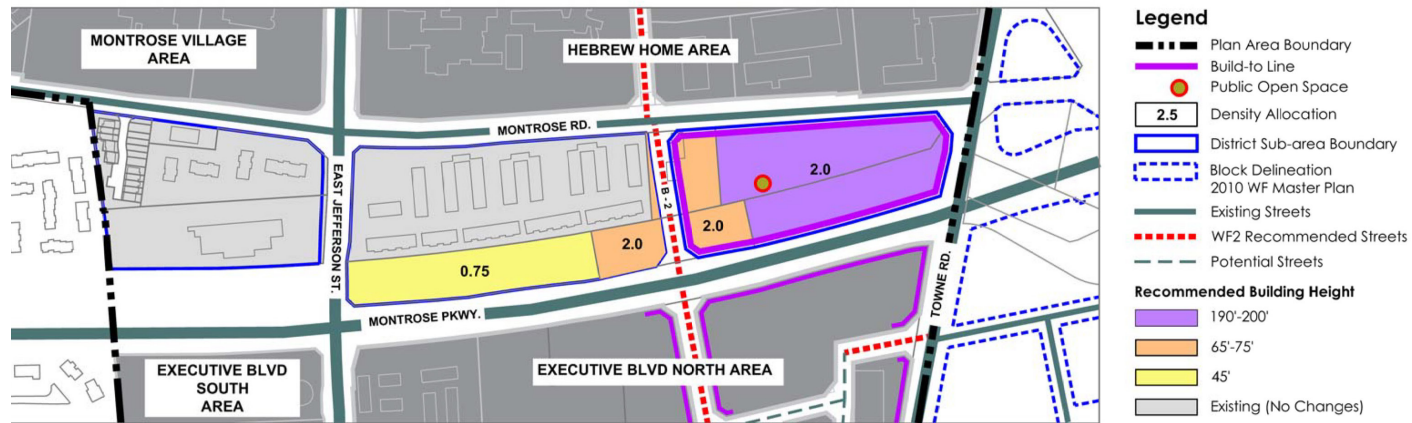 MONTROSE VILLAGE
AREA
HEBREW HOME AREA
MONTROSE RD.
EAST JEFFERSON ST.
B - 2
2.0
2.0
2.0
0.75
MONTROSE PKWY.
TOWNE RD.
EXECUTIVE BLVD
SOUTH
AREA
EXECUTIVE BLVD NORTH AREA
Legend
Plan Area Boundary
Build-to Line
Public Open Space
2.5 Density Allocation
District Sub-area Boundary
Block Delineation
2010 WF Master Plan
Existing Streets
WF2 Recommended Streets
Potential Streets
Recommended Building Height
190'-200'
65'-75'
45'
Existing (No Changes)